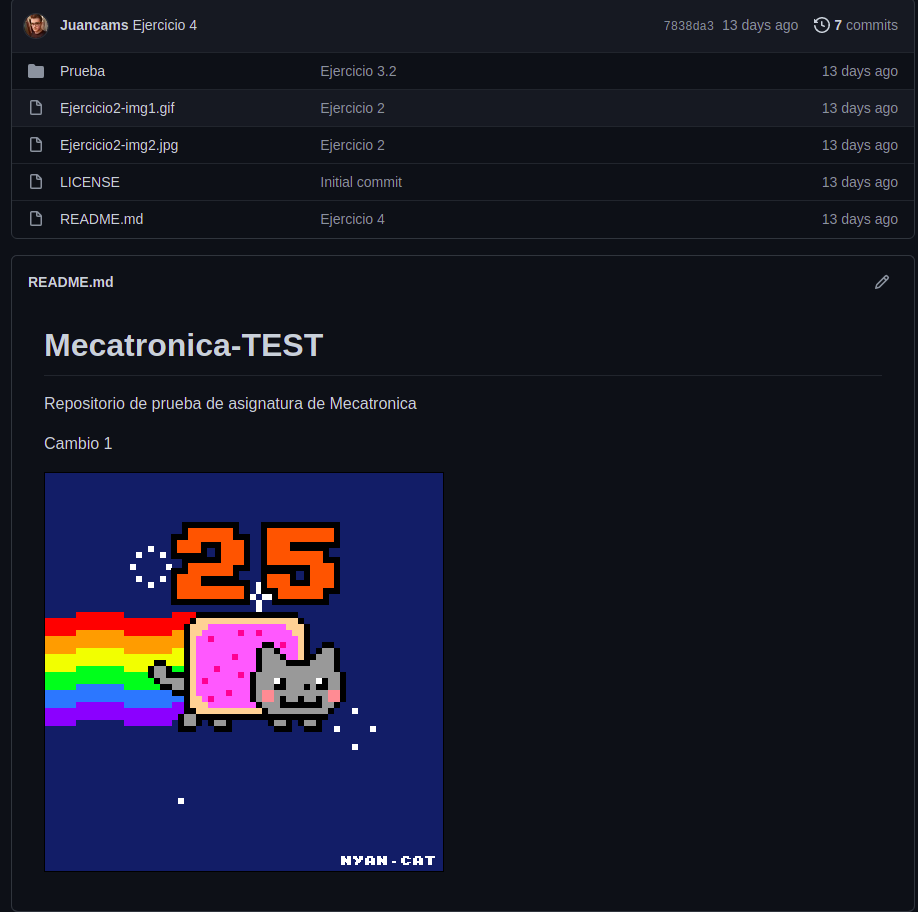 Juancams Ejercicio 4 7838da3 13 days ago 7 commits
Prueba Ejercicio 3.2 13 days ago
Ejercicio2-img1.gif Ejercicio 2 13 days ago
Ejercicio2-img2.jpg Ejercicio 2 13 days ago
LICENSE Initial commit 13 days ago
README.md Ejercicio 4 13 days ago
README.md
Mecatronica-TEST
Repositorio de prueba de asignatura de Mecatronica
Cambio 1
25
NYAN-CAT